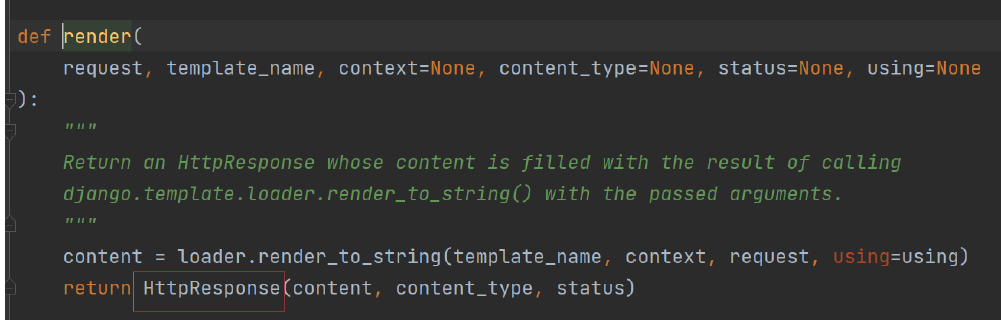 def render(
request, template_name, context=None, content_type=None, status=None, using=None
):
"""
Return an HttpResponse whose content is filled with the result of calling
django.template.loader.render_to_string() with the passed arguments.
"""
content = loader.render_to_string(template_name, context, request, using=using)
return HttpResponse(content, content_type, status)